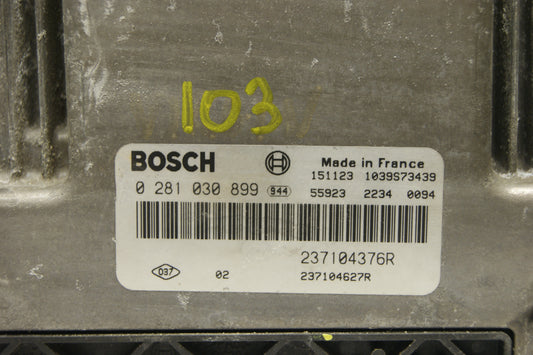 103
BOSCH
Made in France
151123 1039S73439
0 281 030 899 944 55923 2234 0094
237104376R
037 02 237104627R